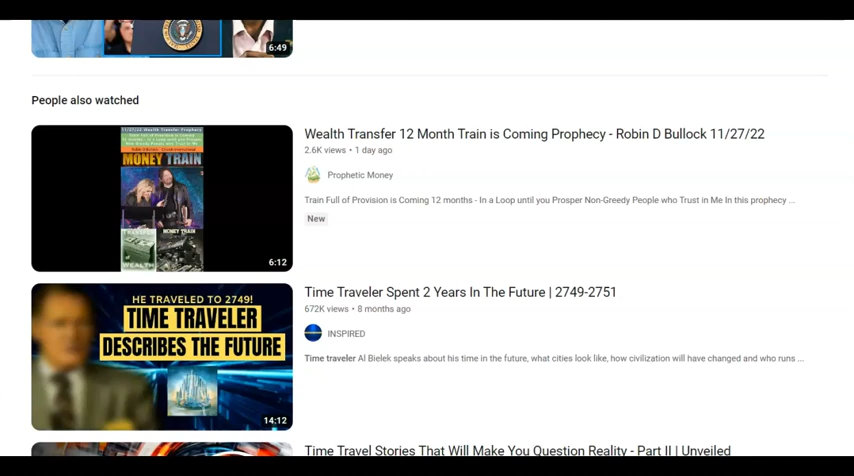 6:49
People also watched
MONEY TRAIN
MONEY TRAIN
WEALTH
6:12
Wealth Transfer 12 Month Train is Coming Prophecy - Robin D Bullock 11/27/22
2.6K views • 1 day ago
Prophetic Money
Train Full of Provision is Coming 12 months - In a Loop until you Prosper Non-Greedy People who Trust in Me In this prophecy ...
New
HE TRAVELED TO 2749!
TIME TRAVELER
DESCRIBES THE FUTURE
14:12
Time Traveler Spent 2 Years In The Future | 2749-2751
672K views • 8 months ago
INSPIRED
Time traveler Al Bielek speaks about his time in the future, what cities look like, how civilization will have changed and who runs ...
Time Travel Stories That Will Make You Question Reality - Part II | Unveiled